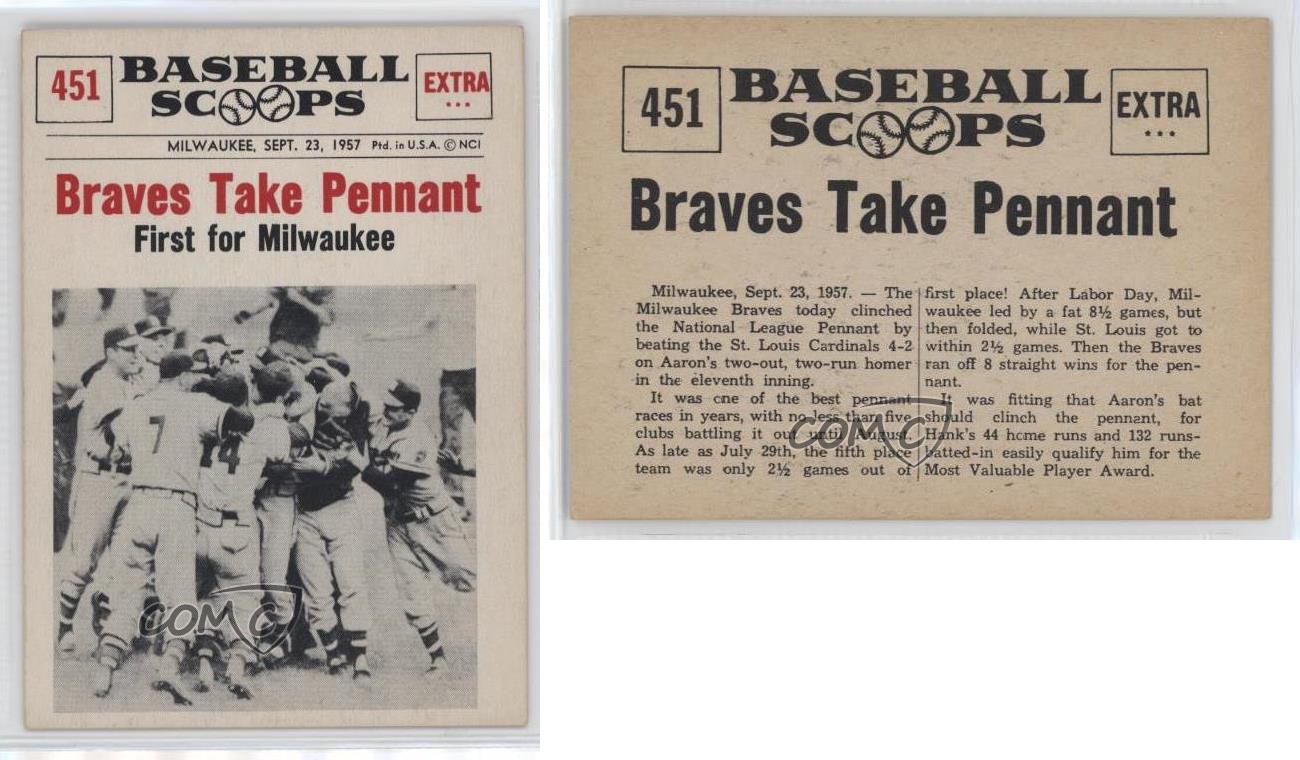 451
BASEBALL
SCOOPS
EXTRA
...
MILWAUKEE, SEPT. 23, 1957 Ptd. in U.S.A. © NCI
Braves Take Pennant
First for Milwaukee
7
44
COMC
451
BASEBALL
SCOOPS
EXTRA
...
Braves Take Pennant
Milwaukee, Sept. 23, 1957. — The
Milwaukee Braves today clinched
the National League Pennant by
beating the St. Louis Cardinals 4-2
on Aaron's two-out, two-run homer
in the eleventh inning.
It was one of the best pennant
races in years, with no less than five
clubs battling it out until August.
As late as July 29th, the fifth place
team was only 2½ games out of
first place! After Labor Day, Mil-
waukee led by a fat 8½ games, but
then folded, while St. Louis got to
within 2½ games. Then the Braves
ran off 8 straight wins for the pen-
nant.
It was fitting that Aaron's bat
should clinch the pennant, for
Hank's 44 home runs and 132 runs-
batted-in easily qualify him for the
Most Valuable Player Award.
COMC